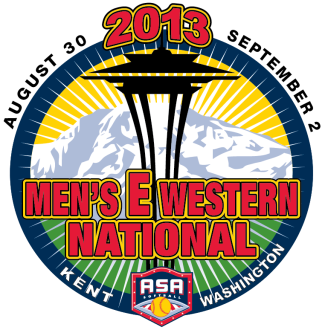 2013
AUGUST 30
SEPTEMBER 2
MEN'S E WESTERN
NATIONAL
KENT
WASHINGTON
ASA
SOFTBALL